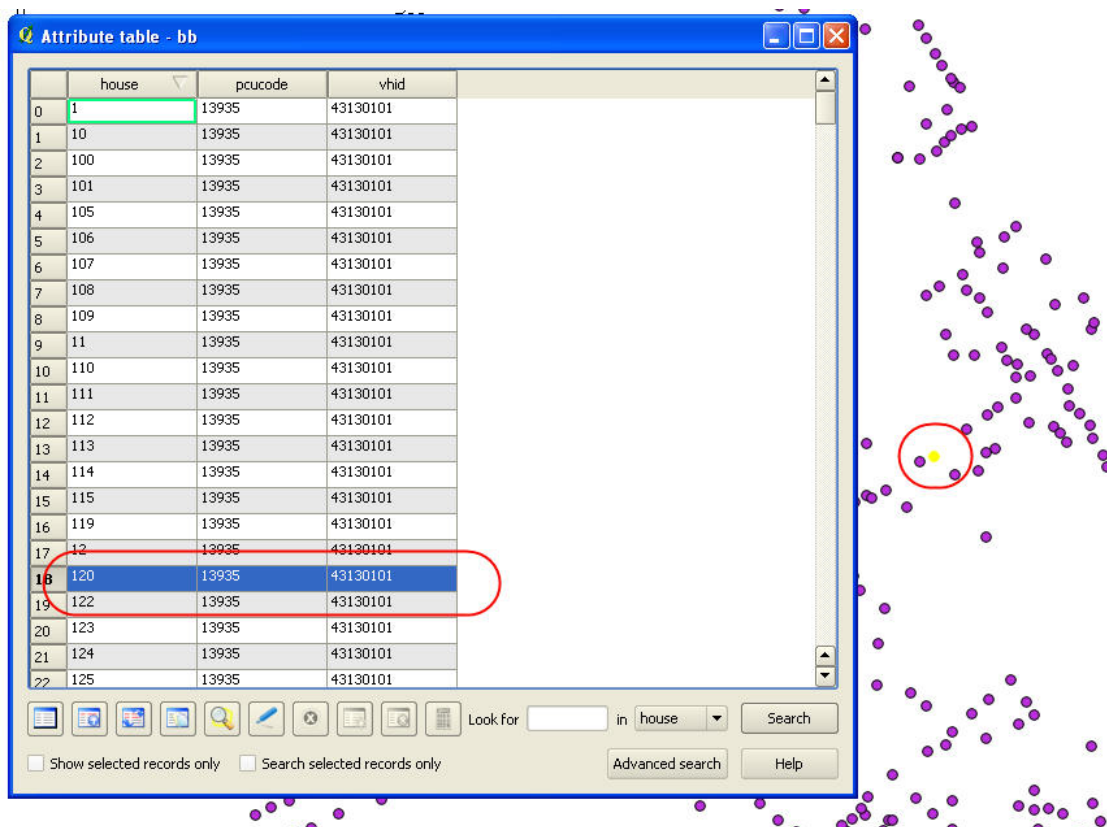 Attribute table - bb
house pcucode vhid
0 1 13935 43130101
1 10 13935 43130101
2 100 13935 43130101
3 101 13935 43130101
4 105 13935 43130101
5 106 13935 43130101
6 107 13935 43130101
7 108 13935 43130101
8 109 13935 43130101
9 11 13935 43130101
10 110 13935 43130101
11 111 13935 43130101
12 112 13935 43130101
13 113 13935 43130101
14 114 13935 43130101
15 115 13935 43130101
16 119 13935 43130101
17 12 13935 43130101
18 120 13935 43130101
19 122 13935 43130101
20 123 13935 43130101
21 124 13935 43130101
22 125 13935 43130101
Look for in house Search
Show selected records only Search selected records only Advanced search Help